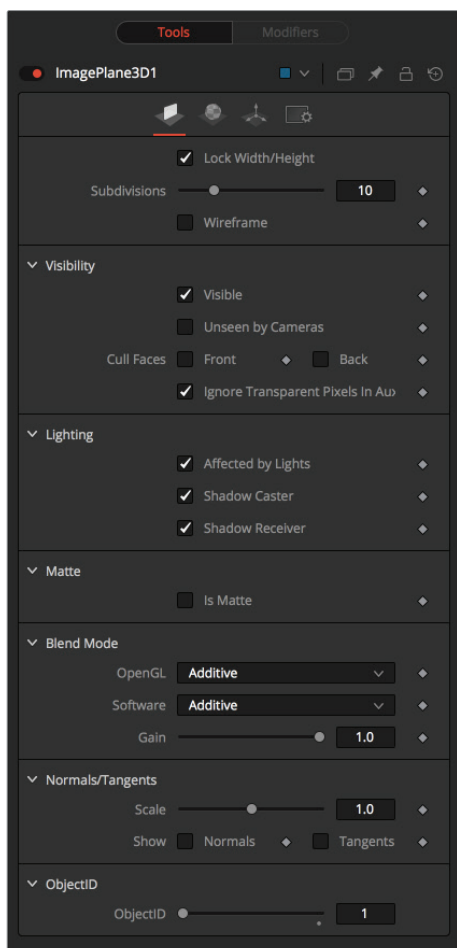 Tools Modifiers
ImagePlane3D1
Lock Width/Height
Subdivisions 10
Wireframe
Visibility
Visible
Unseen by Cameras
Cull Faces Front Back
Ignore Transparent Pixels In Aux
Lighting
Affected by Lights
Shadow Caster
Shadow Receiver
Matte
Is Matte
Blend Mode
OpenGL Additive
Software Additive
Gain 1.0
Normals/Tangents
Scale 1.0
Show Normals Tangents
ObjectID
ObjectID 1